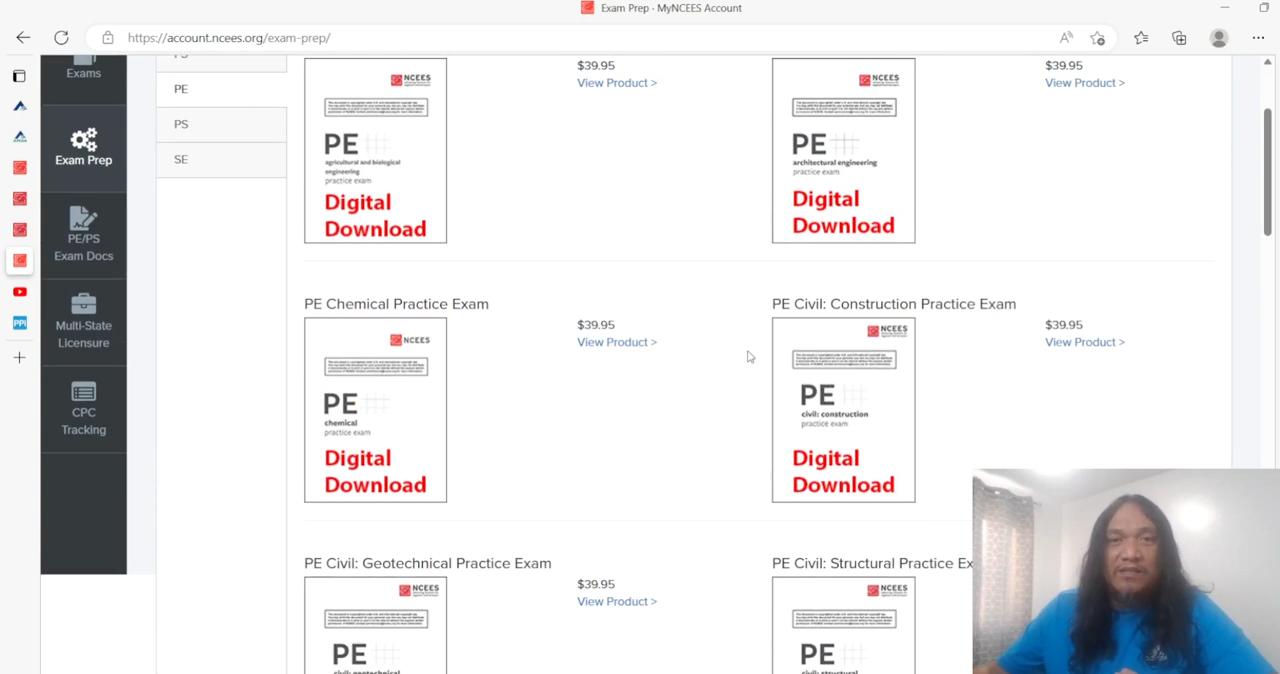 Exam Prep - MyNCEES Account
https://account.ncees.org/exam-prep/
Exams
Exam Prep
PE/PS
Exam Docs
Multi-State
Licensure
CPC
Tracking
PE
PS
SE
$39.95
View Product >
NCEES
PE
agricultural and biological
engineering
practice exam
Digital
Download
$39.95
View Product >
NCEES
PE
architectural engineering
practice exam
Digital
Download
PE Chemical Practice Exam
$39.95
View Product >
NCEES
PE
chemical
practice exam
Digital
Download
PE Civil: Construction Practice Exam
$39.95
View Product >
NCEES
PE
civil: construction
practice exam
Digital
Download
PE Civil: Geotechnical Practice Exam
$39.95
View Product >
NCEES
PE
PE Civil: Structural Practice Ex
NCEES
PE
PPI